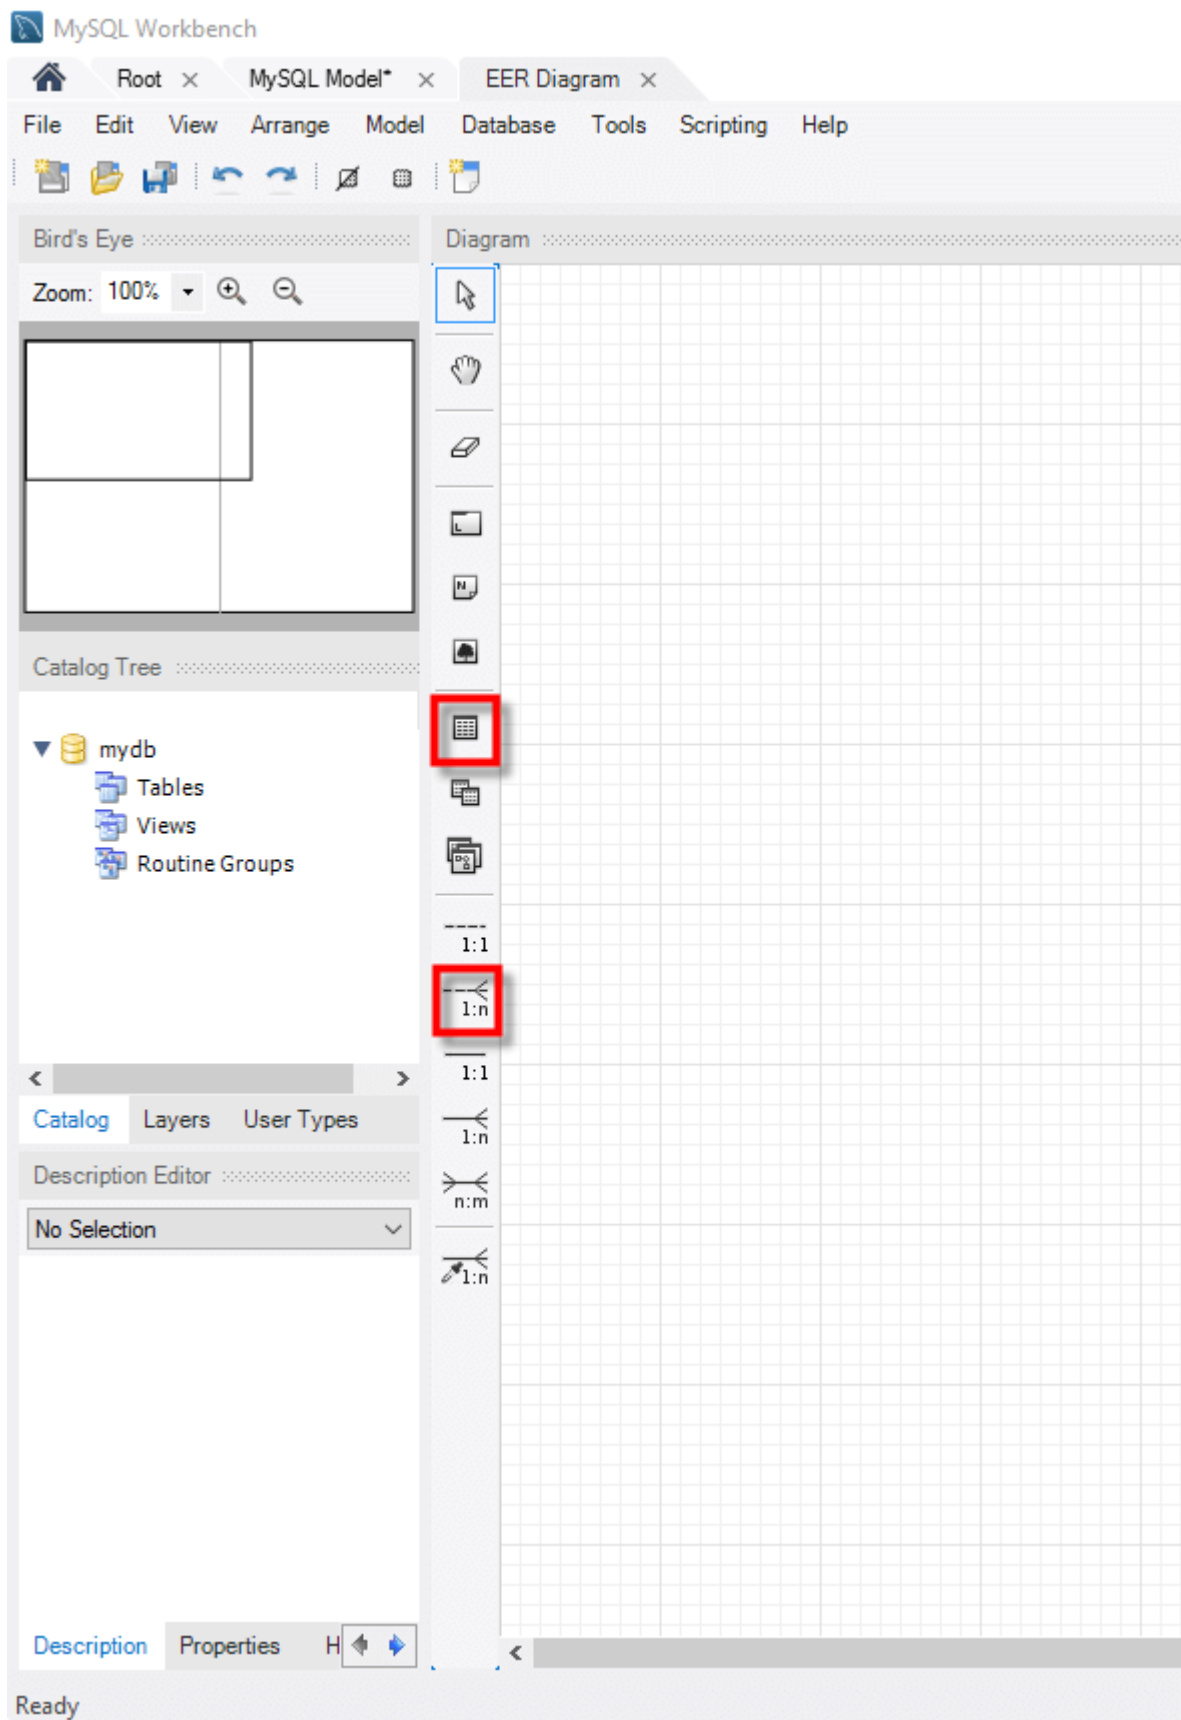 MySQL Workbench
Root
MySQL Model*
EER Diagram
File Edit View Arrange Model Database Tools Scripting Help
Bird's Eye
Diagram
Zoom: 100%
L
N
Catalog Tree
mydb
Tables
Views
Routine Groups
1:1
1:n
1:1
1:n
n:m
1:n
Catalog Layers User Types
Description Editor
No Selection
Description Properties H
Ready